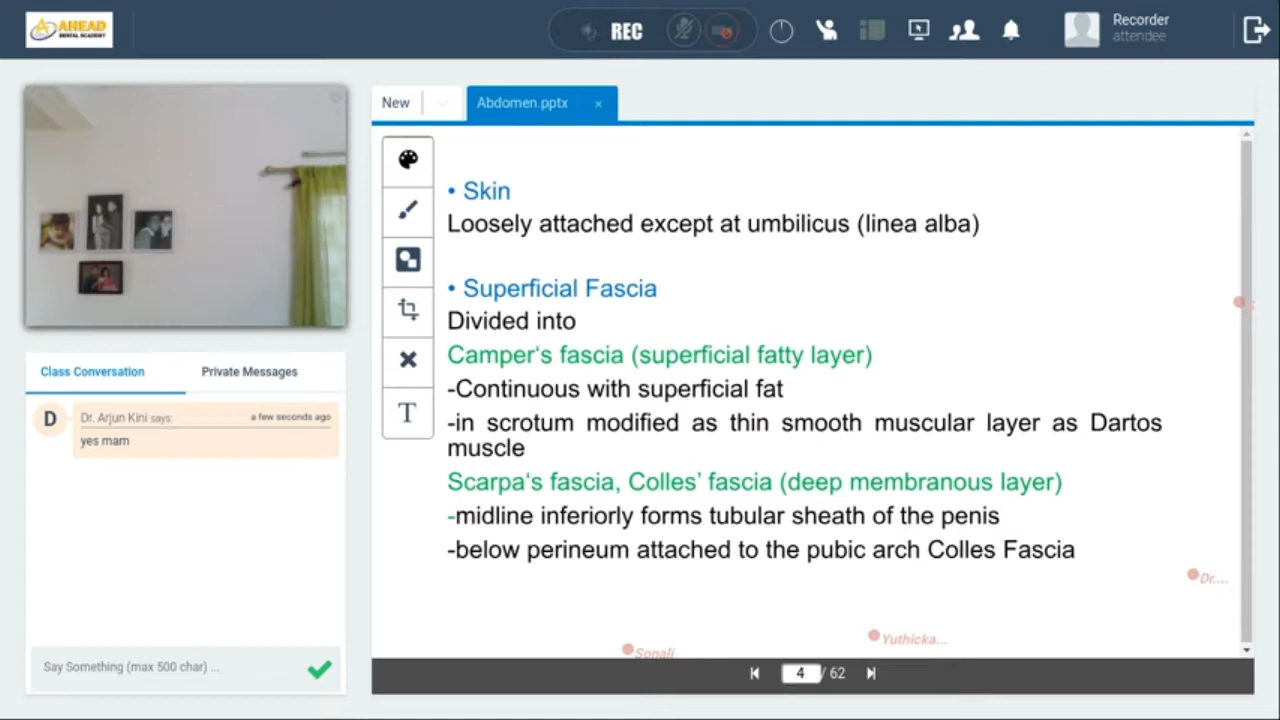 AHEAD
DENTAL ACADEMY
REC
Recorder
attendee
New
Abdomen.pptx
• Skin
Loosely attached except at umbilicus (linea alba)
• Superficial Fascia
Divided into
Camper‘s fascia (superficial fatty layer)
-Continuous with superficial fat
-in scrotum modified as thin smooth muscular layer as Dartos
muscle
Scarpa‘s fascia, Colles’ fascia (deep membranous layer)
-midline inferiorly forms tubular sheath of the penis
-below perineum attached to the pubic arch Colles Fascia
Dr....
Yuthicka...
Sonali
4 / 62
Class Conversation
Private Messages
D
Dr. Arjun Kini says:
a few seconds ago
yes mam
Say Something (max 500 char) ...
T